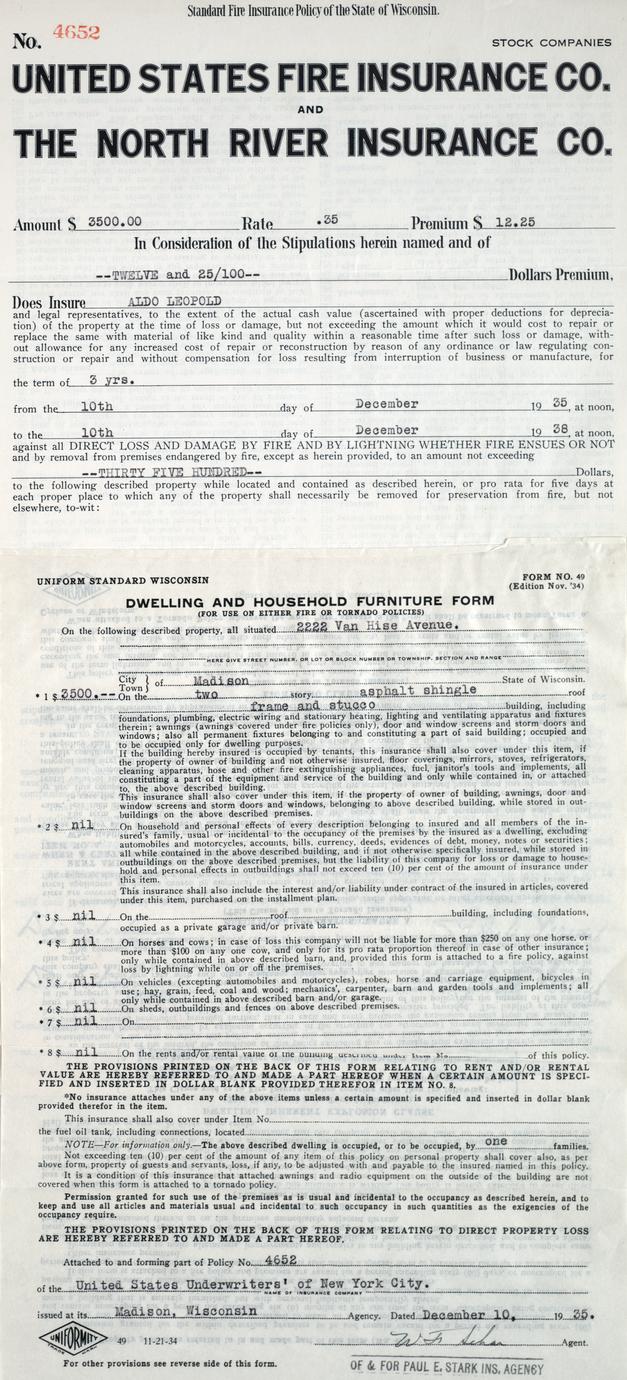 Standard Fire Insurance Policy of the State of Wisconsin.
No. 4652
STOCK COMPANIES
UNITED STATES FIRE INSURANCE CO.
AND
THE NORTH RIVER INSURANCE CO.
Amount $ 3500.00 Rate .35 Premium $ 12.25
In Consideration of the Stipulations herein named and of
--TWELVE and 25/100-- Dollars Premium,
Does Insure ALDO LEOPOLD
and legal representatives, to the extent of the actual cash value (ascertained with proper deductions for deprecia-
tion) of the property at the time of loss or damage, but not exceeding the amount which it would cost to repair or
replace the same with material of like kind and quality within a reasonable time after such loss or damage, with-
out allowance for any increased cost of repair or reconstruction by reason of any ordinance or law regulating con-
struction or repair and without compensation for loss resulting from interruption of business or manufacture, for
the term of 3 yrs.
from the 10th day of December 19 35, at noon,
to the 10th day of December 19 38, at noon,
against all DIRECT LOSS AND DAMAGE BY FIRE AND BY LIGHTNING WHETHER FIRE ENSUES OR NOT
and by removal from premises endangered by fire, except as herein provided, to an amount not exceeding
--THIRTY FIVE HUNDRED-- Dollars,
to the following described property while located and contained as described herein, or pro rata for five days at
each proper place to which any of the property shall necessarily be removed for preservation from fire, but not
elsewhere, to-wit:
UNIFORM STANDARD WISCONSIN
FORM NO. 49
(Edition Nov. '34)
DWELLING AND HOUSEHOLD FURNITURE FORM
(FOR USE ON EITHER FIRE OR TORNADO POLICIES)
On the following described property, all situated 2222 Van Hise Avenue.
HERE GIVE STREET NUMBER, OR LOT OR BLOCK NUMBER OR TOWNSHIP, SECTION AND RANGE
City Town } of Madison State of Wisconsin.
* 1 $ 3500.-- On the two story, asphalt shingle roof
frame and stucco building, including
foundations, plumbing, electric wiring and stationary heating, lighting and ventilating apparatus and fixtures
therein; awnings (awnings covered under fire policies only), door and window screens and storm doors and
windows; also all permanent fixtures belonging to and constituting a part of said building; occupied and
to be occupied only for dwelling purposes.
If the building hereby insured is occupied by tenants, this insurance shall also cover under this item, if
the property of owner of building and not otherwise insured, floor coverings, mirrors, stoves, refrigerators,
cleaning apparatus, hose and other fire extinguishing appliances, fuel, janitor's tools and implements, all
constituting a part of the equipment and service of the building and only while contained in, or attached
to, the above described building.
This insurance shall also cover under this item, if the property of owner of building, awnings, door and
window screens and storm doors and windows, belonging to above described building, while stored in out-
buildings on the above described premises.
* 2 $ nil On household and personal effects of every description belonging to insured and all members of the in-
sured's family, usual or incidental to the occupancy of the premises by the insured as a dwelling, excluding
automobiles and motorcycles, accounts, bills, currency, deeds, evidences of debt, money, notes or securities;
all while contained in the above described building, and if not otherwise specifically insured, while stored in
outbuildings on the above described premises, but the liability of this company for loss or damage to house-
hold and personal effects in outbuildings shall not exceed ten (10) per cent of the amount of insurance under
this item.
This insurance shall also include the interest and/or liability under contract of the insured in articles, covered
under this item, purchased on the installment plan.
* 3 $ nil On the roof building, including foundations,
occupied as a private garage and/or private barn.
* 4 $ nil On horses and cows; in case of loss this company will not be liable for more than $250 on any one horse, or
more than $100 on any one cow, and only for its pro rata proportion thereof in case of other insurance;
only while contained in above described barn, and, provided this form is attached to a fire policy, against
loss by lightning while on or off the premises.
* 5 $ nil On vehicles (excepting automobiles and motorcycles), robes, horse and carriage equipment, bicycles in
use; hay, grain, feed, coal and wood; mechanics', carpenter, barn and garden tools and implements; all
only while contained in above described barn and/or garage.
* 6 $ nil On sheds, outbuildings and fences on above described premises.
* 7 $ nil On
* 8 $ nil On the rents and/or rental value of the building described under Item No. of this policy.
THE PROVISIONS PRINTED ON THE BACK OF THIS FORM RELATING TO RENT AND/OR RENTAL
VALUE ARE HEREBY REFERRED TO AND MADE A PART HEREOF WHEN A CERTAIN AMOUNT IS SPECI-
FIED AND INSERTED IN DOLLAR BLANK PROVIDED THEREFOR IN ITEM NO. 8.
*No insurance attaches under any of the above items unless a certain amount is specified and inserted in dollar blank
provided therefor in the item.
This insurance shall also cover under Item No.
the fuel oil tank, including connections, located
NOTE—For information only.—The above described dwelling is occupied, or to be occupied, by one families.
Not exceeding ten (10) per cent of the amount of any item of this policy on personal property shall cover also, as per
above form, property of guests and servants, loss, if any, to be adjusted with and payable to the insured named in this policy.
It is a condition of this insurance that attached awnings and radio equipment on the outside of the building are not
covered when this form is attached to a tornado policy.
Permission granted for such use of the premises as is usual and incidental to the occupancy as described herein, and to
keep and use all articles and materials usual and incidental to such occupancy in such quantities as the exigencies of the
occupancy require.
THE PROVISIONS PRINTED ON THE BACK OF THIS FORM RELATING TO DIRECT PROPERTY LOSS
ARE HEREBY REFERRED TO AND MADE A PART HEREOF.
Attached to and forming part of Policy No. 4652
of the United States Underwriters' of New York City.
NAME OF INSURANCE COMPANY
issued at its Madison, Wisconsin Agency. Dated December 10, 19 35.
UNIFORMITY
49 11-21-34
Agent.
For other provisions see reverse side of this form.
OF & FOR PAUL E. STARK INS. AGENCY